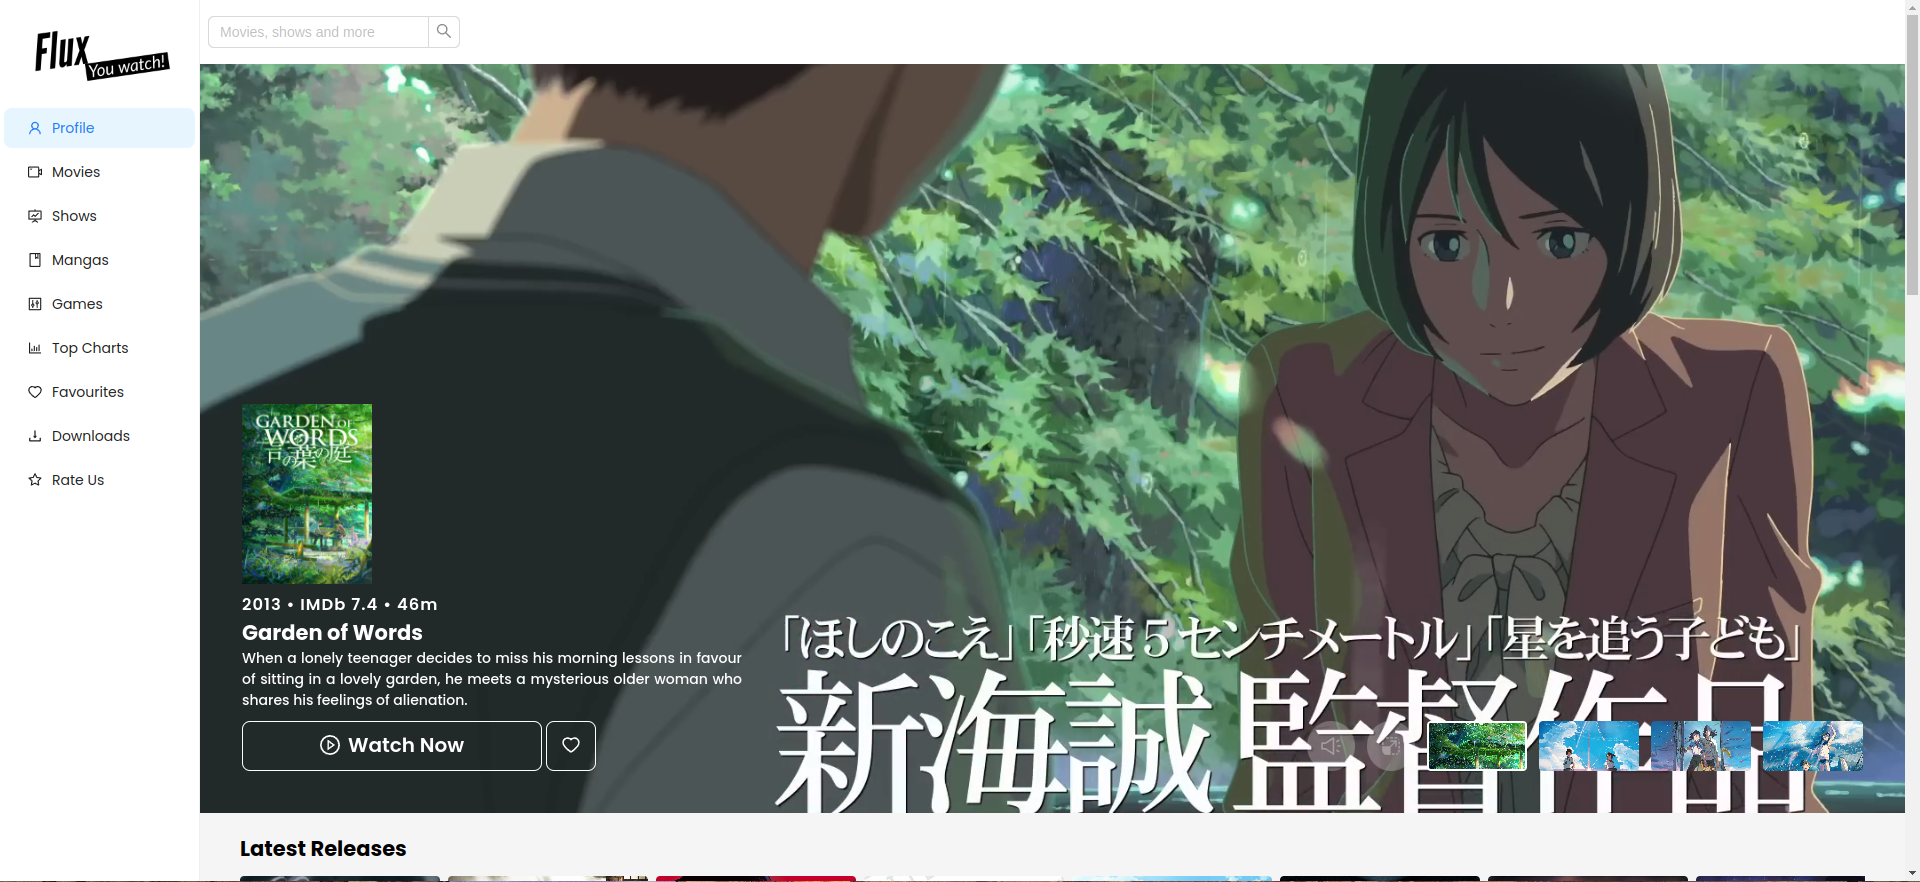 Flux
You watch!
Movies, shows and more
Profile
Movies
Shows
Mangas
Games
Top Charts
Favourites
Downloads
Rate Us
GARDEN OF
WORDS
言の葉の庭
2013 • IMDb 7.4 • 46m
Garden of Words
When a lonely teenager decides to miss his morning lessons in favour
of sitting in a lovely garden, he meets a mysterious older woman who
shares his feelings of alienation.
Watch Now
「ほしのこえ」「秒速５センチメートル」「星を追う子ども」
新海誠監督作品
Latest Releases